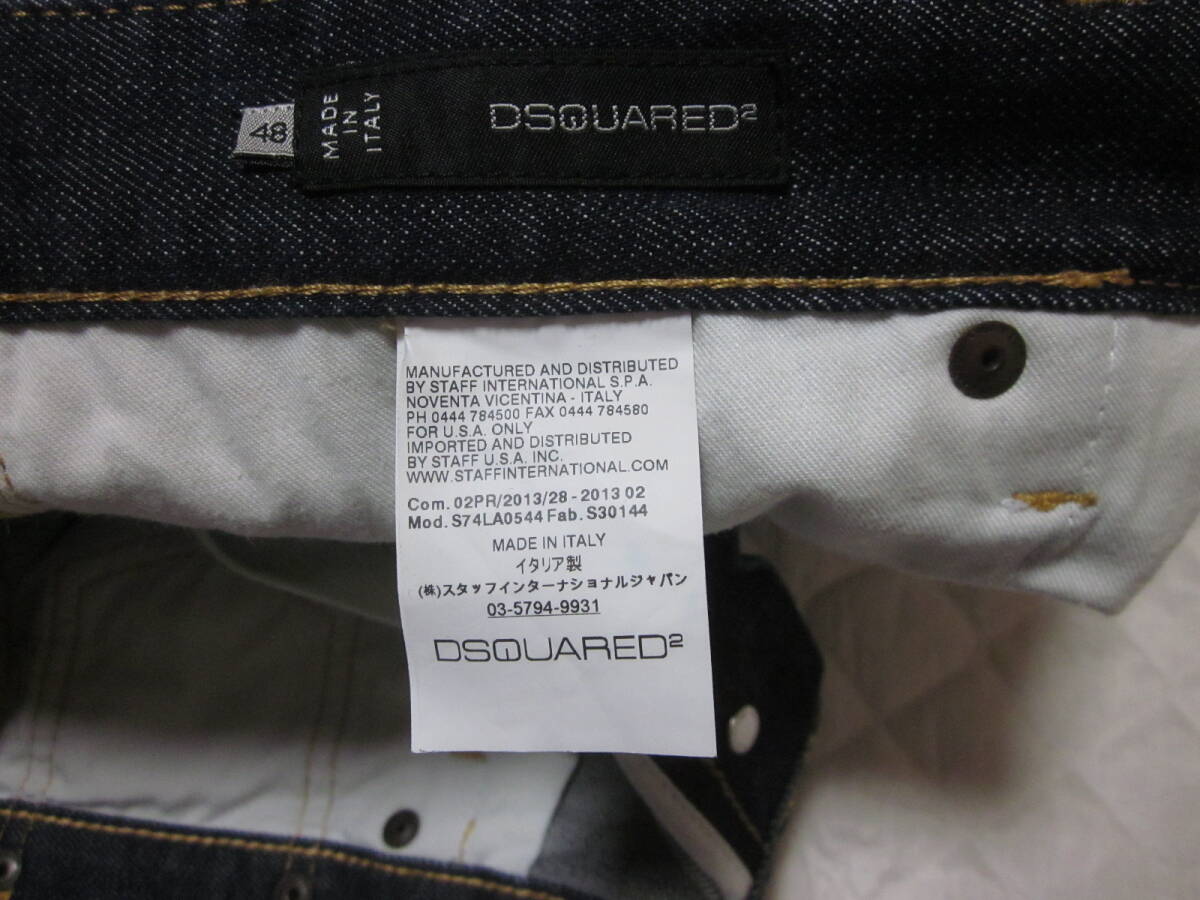 48
MADE
IN
ITALY
DSQUARED²
MANUFACTURED AND DISTRIBUTED
BY STAFF INTERNATIONAL S.P.A.
NOVENTA VICENTINA - ITALY
PH 0444 784500 FAX 0444 784580
FOR U.S.A. ONLY
IMPORTED AND DISTRIBUTED
BY STAFF U.S.A. INC.
WWW.STAFFINTERNATIONAL.COM
Com. 02PR/2013/28 - 2013 02
Mod. S74LA0544 Fab. S30144
MADE IN ITALY
イタリア製
(株)スタッフインターナショナルジャパン
03-5794-9931
DSQUARED²